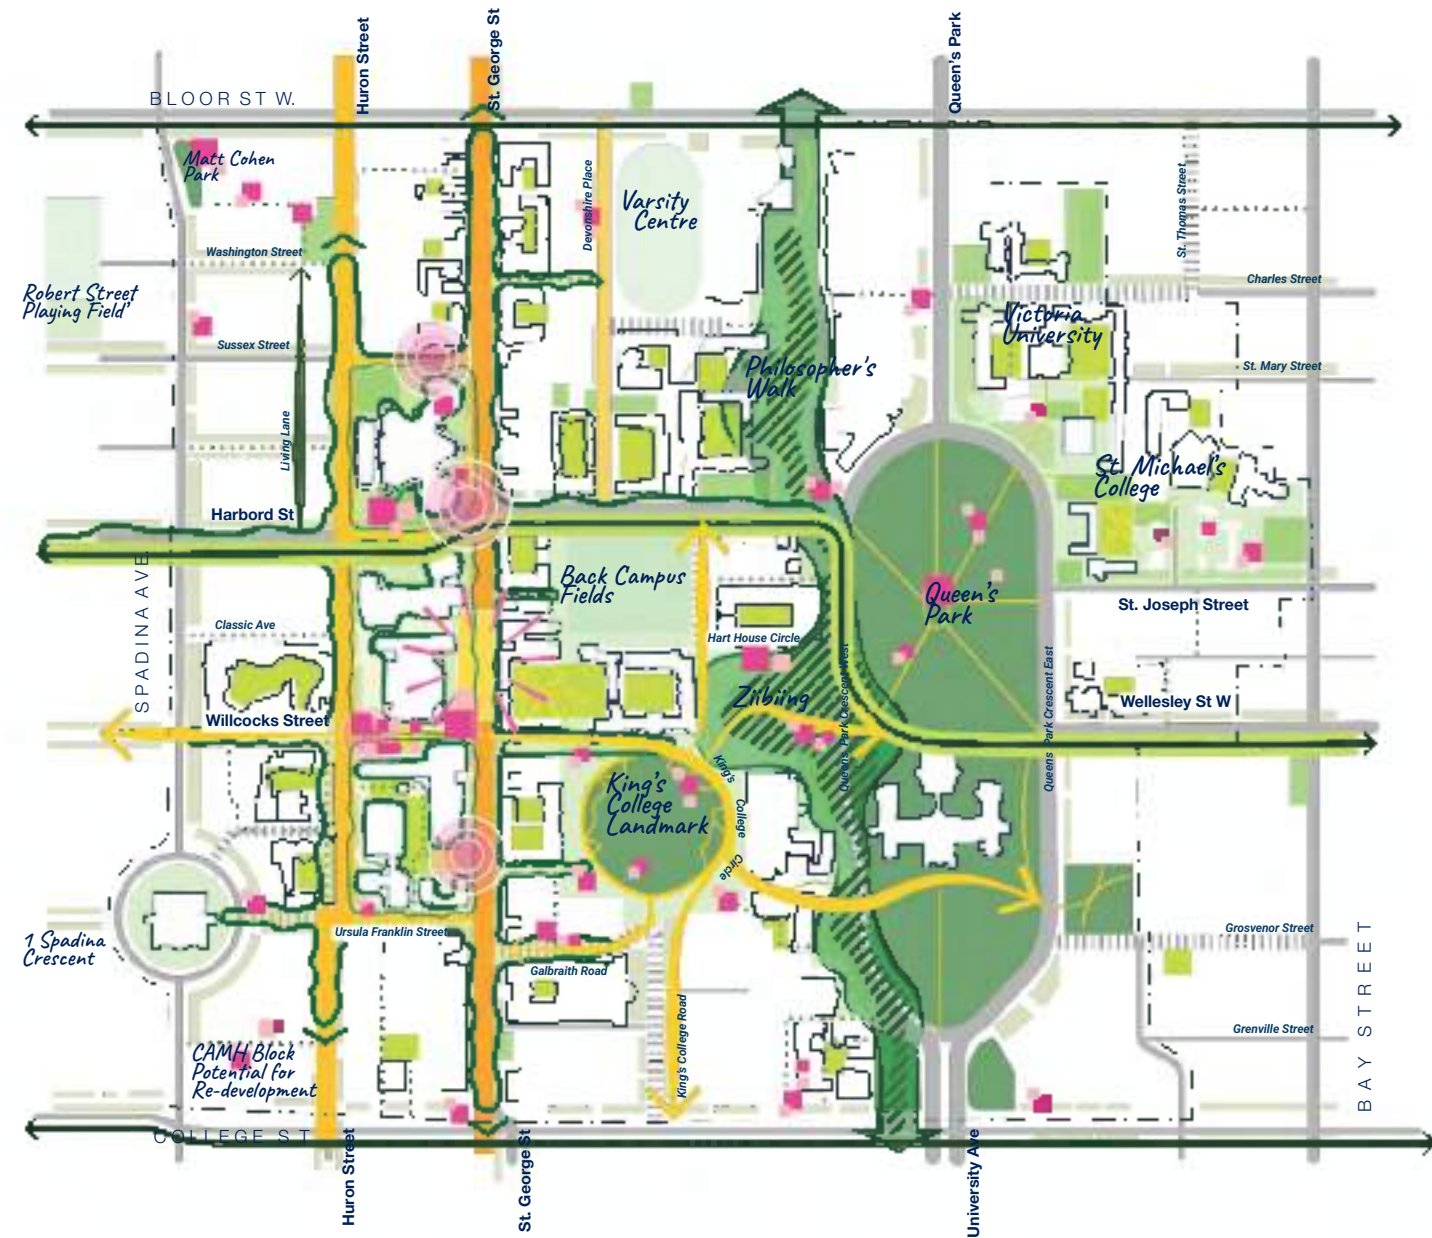 Huron Street
St. George St
Queen's Park
BLOOR ST W.
Matt Cohen
Park
Devonshire Place
Varsity
Centre
St. Thomas Street
Washington Street
Charles Street
Robert Street
Playing Field'
Victoria
University
Sussex Street
Philosopher's
Walk
St. Mary Street
Living Lane
St. Michael's
College
Harbord St
SPADINA AVE.
Back Campus
Fields
Queen's
Park
St. Joseph Street
Classic Ave
Hart House Circle
Queens Park Crescent West
Queens Park Crescent East
Ziibiing
Willcocks Street
Wellesley St W
King's
College
Circle
King's
College
Landmark
1 Spadina
Crescent
Ursula Franklin Street
Galbraith Road
Grosvenor Street
BAY STREET
King's College Road
Grenville Street
CAMH Block
Potential for
Re-development
COLLEGE ST.
Huron Street
St. George St
University Ave